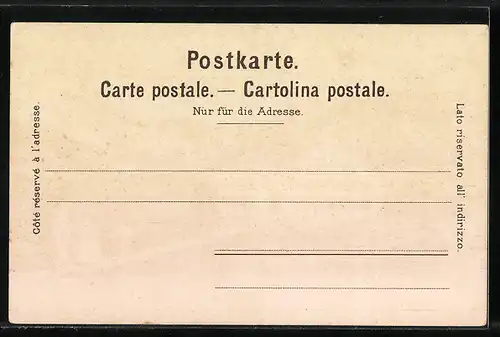 Postkarte.
Carte postale. — Cartolina postale.
Nur für die Adresse.
Côté réservé à l'adresse.
Lato riservato all' indirizzo.